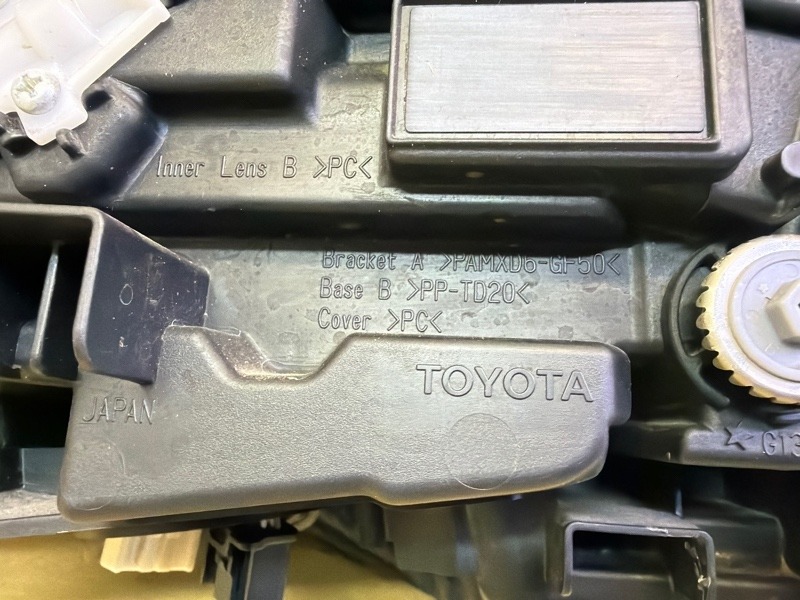 Inner Lens B >PC<
Bracket A >PAMXD6-GF50<
Base B >PP-TD20<
Cover >PC<
TOYOTA
JAPAN
☆ G13